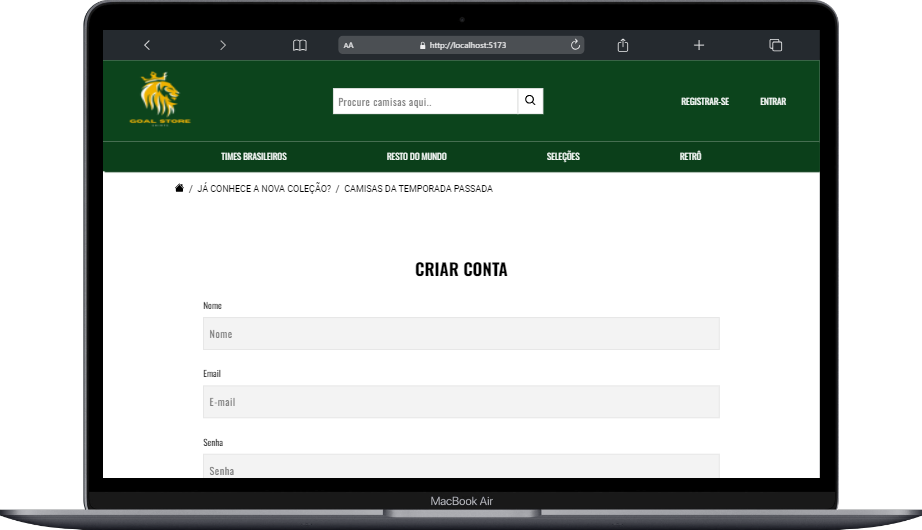 AA http://localhost:5173
GOAL STORE
Procure camisas aqui..
REGISTRAR-SE ENTRAR
TIMES BRASILEIROS RESTO DO MUNDO SELEÇÕES RETRÔ
/ JÁ CONHECE A NOVA COLEÇÃO? / CAMISAS DA TEMPORADA PASSADA
CRIAR CONTA
Nome
Nome
Email
E-mail
Senha
Senha
MacBook Air